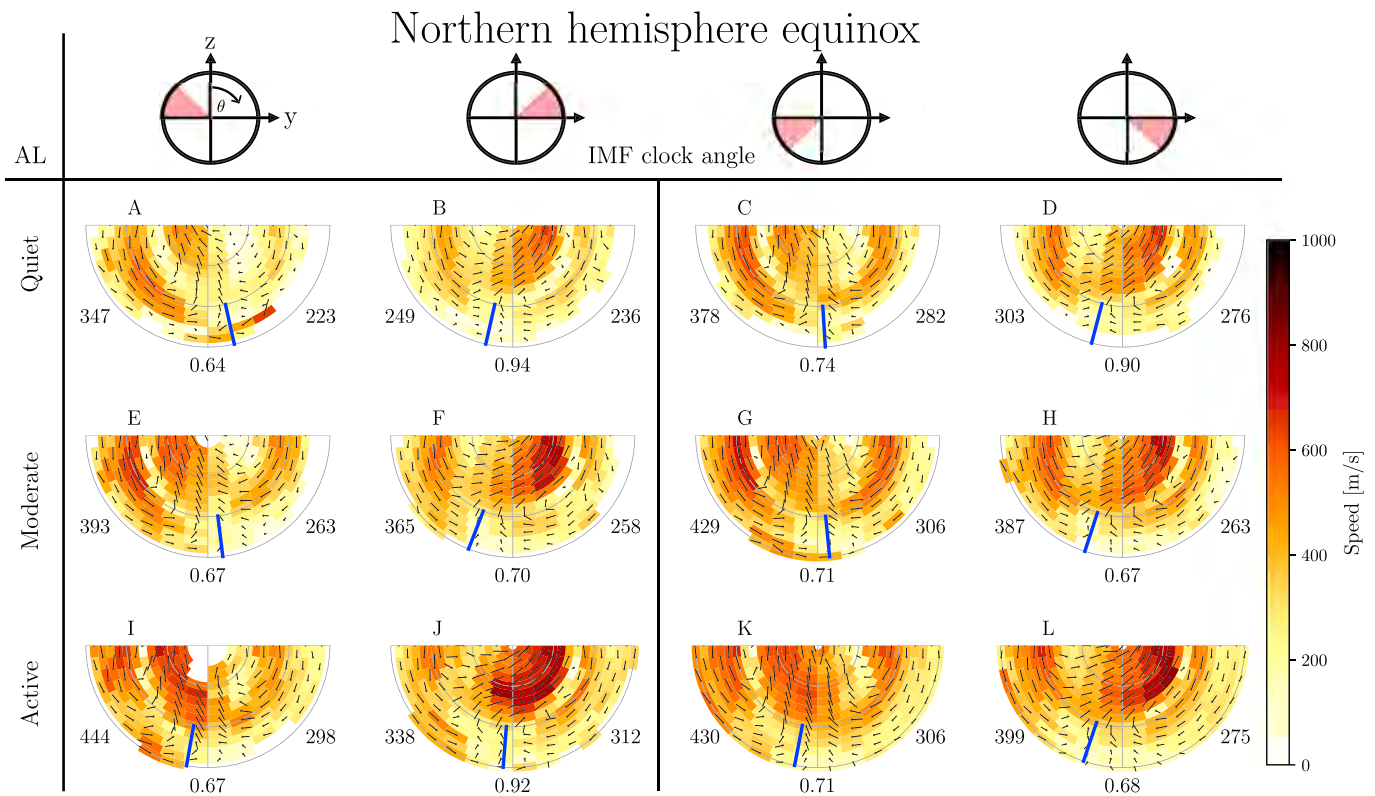 Northern hemisphere equinox
z
θ
y
AL
IMF clock angle
A B C D
Quiet
347 223 249 236 378 282 303 276
0.64 0.94 0.74 0.90
E F G H
Moderate
393 263 365 258 429 306 387 263
0.67 0.70 0.71 0.67
I J K L
Active
444 298 338 312 430 306 399 275
0.67 0.92 0.71 0.68
1000
800
600
400
200
0
Speed [m/s]